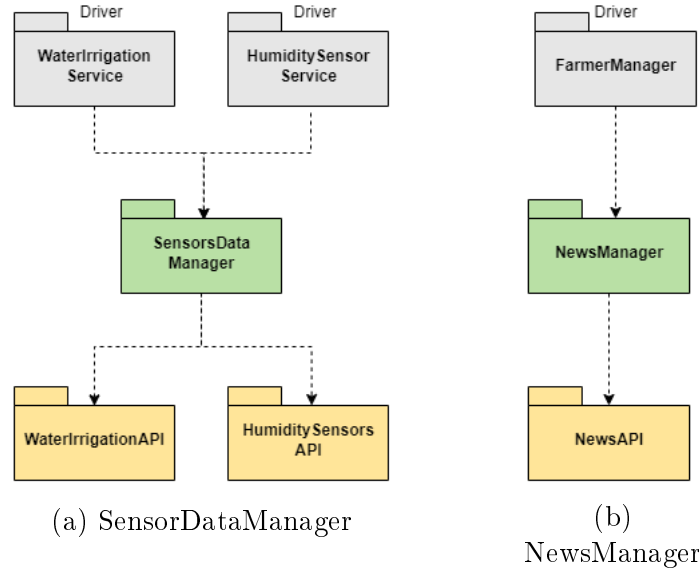 Driver
WaterIrrigation
Service
Driver
HumiditySensor
Service
SensorsData
Manager
WaterIrrigationAPI
HumiditySensors
API
(a) SensorDataManager
Driver
FarmerManager
NewsManager
NewsAPI
(b)
NewsManager